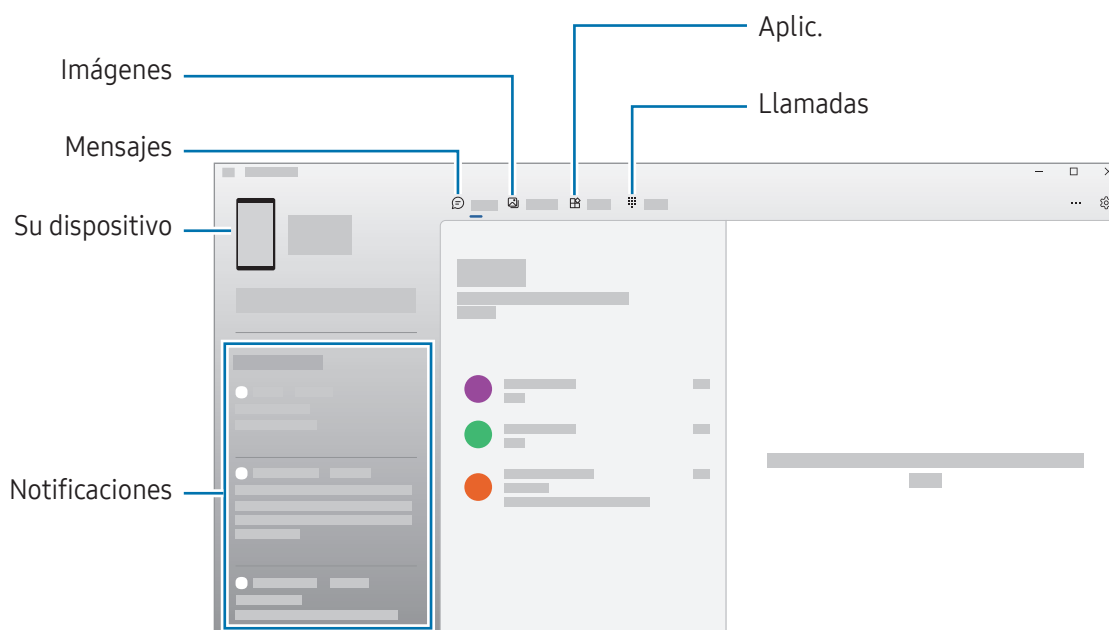 Aplic.
Imágenes
Llamadas
Mensajes
Su dispositivo
Notificaciones